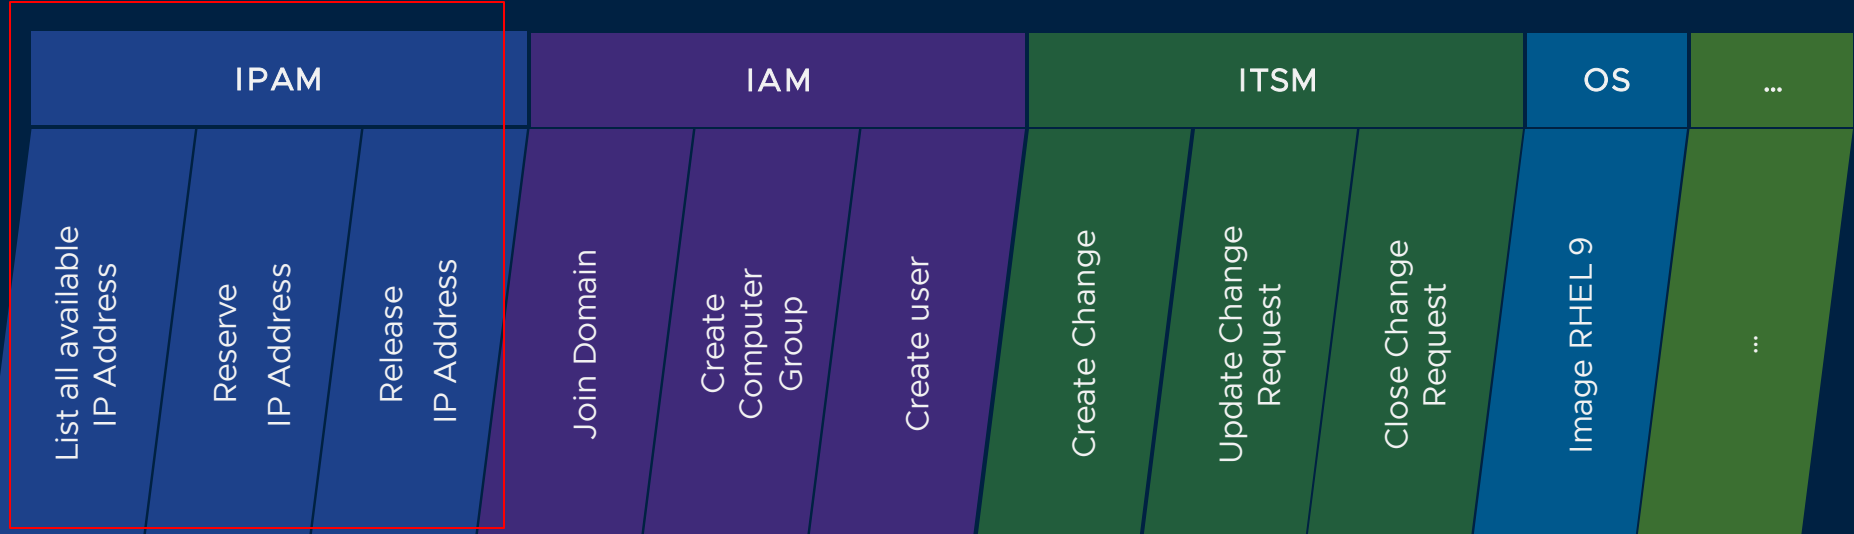 IPAM
IAM
ITSM
OS
...
List all available
IP Address
Reserve
IP Address
Release
IP Address
Join Domain
Create
Computer
Group
Create user
Create Change
Update Change
Request
Close Change
Request
Image RHEL 9
...